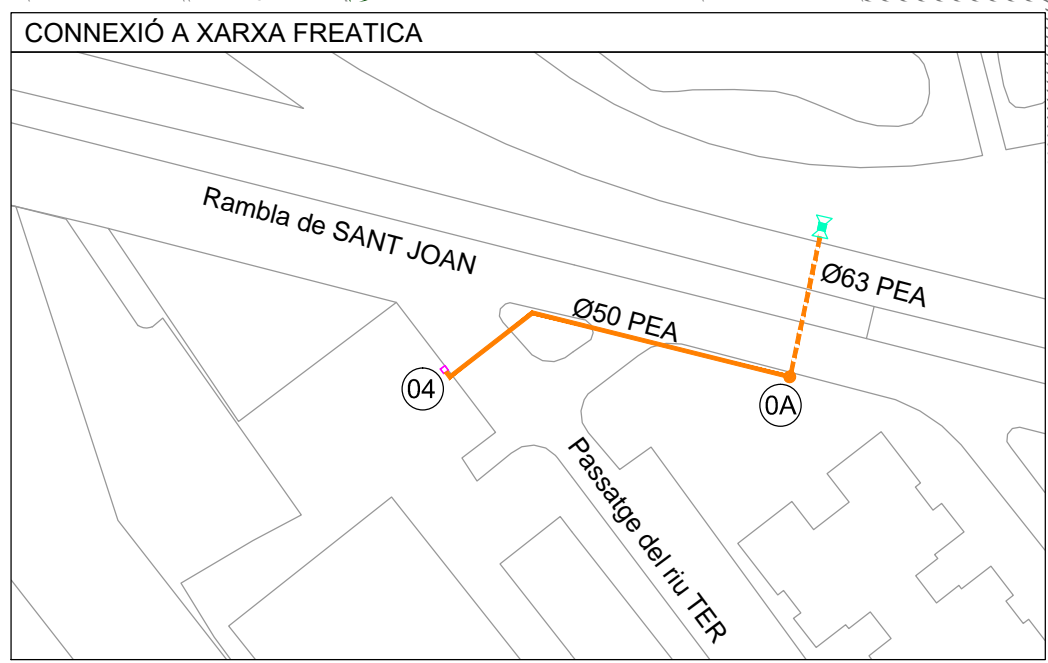 CONNEXIÓ A XARXA FREATICA
Rambla de SANT JOAN
Ø63 PEA
Ø50 PEA
04
0A
Passatge del riu TER